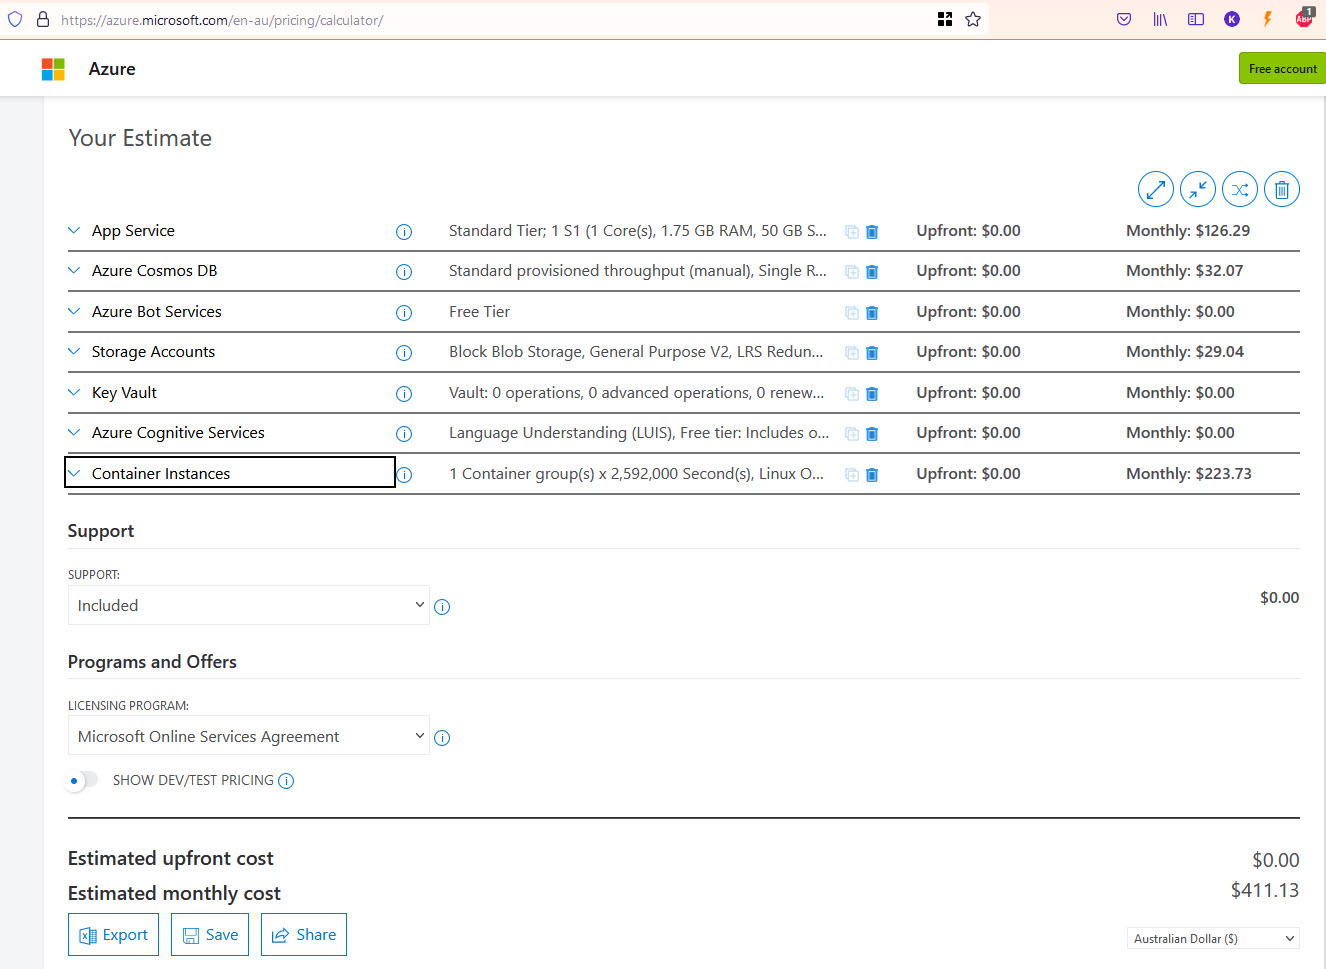 https://azure.microsoft.com/en-au/pricing/calculator/
K
1
ABP
Azure
Free account
Your Estimate
App Service
Standard Tier; 1 S1 (1 Core(s), 1.75 GB RAM, 50 GB S...
Upfront: $0.00
Monthly: $126.29
Azure Cosmos DB
Standard provisioned throughput (manual), Single R...
Upfront: $0.00
Monthly: $32.07
Azure Bot Services
Free Tier
Upfront: $0.00
Monthly: $0.00
Storage Accounts
Block Blob Storage, General Purpose V2, LRS Redun...
Upfront: $0.00
Monthly: $29.04
Key Vault
Vault: 0 operations, 0 advanced operations, 0 renew...
Upfront: $0.00
Monthly: $0.00
Azure Cognitive Services
Language Understanding (LUIS), Free tier: Includes o...
Upfront: $0.00
Monthly: $0.00
Container Instances
1 Container group(s) x 2,592,000 Second(s), Linux O...
Upfront: $0.00
Monthly: $223.73
Support
SUPPORT:
Included
$0.00
Programs and Offers
LICENSING PROGRAM:
Microsoft Online Services Agreement
SHOW DEV/TEST PRICING
Estimated upfront cost
$0.00
Estimated monthly cost
$411.13
Export
Save
Share
Australian Dollar ($)